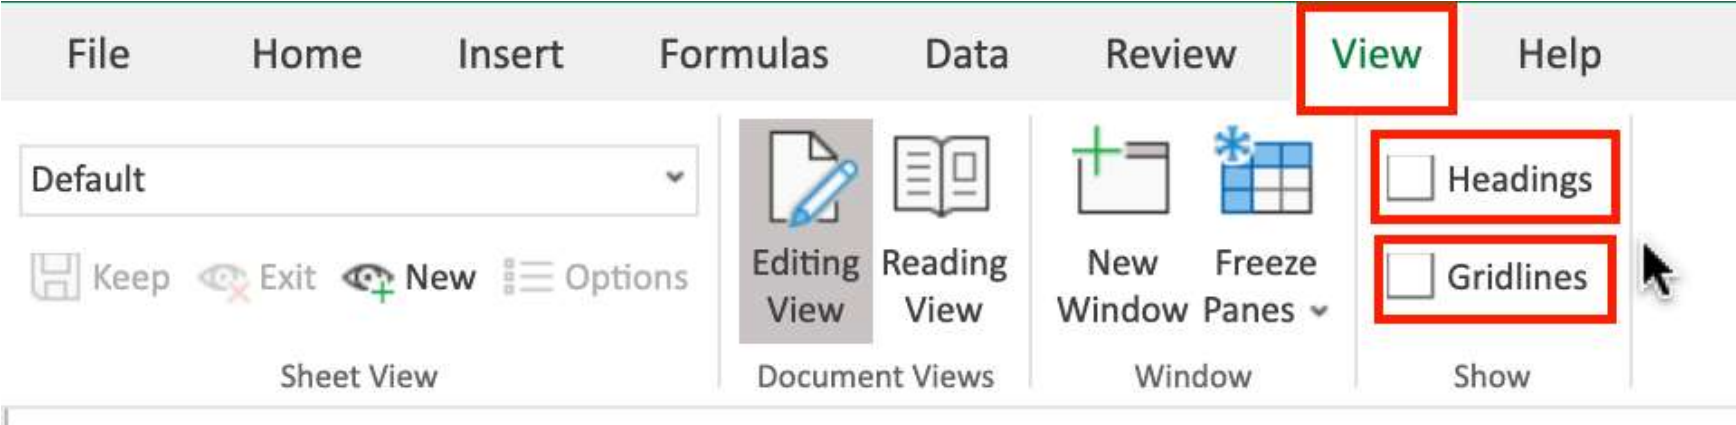 File Home Insert Formulas Data Review View Help
Default
Keep Exit New Options
Sheet View
Editing View
Reading View
Document Views
New Window
Freeze Panes
Window
Headings
Gridlines
Show